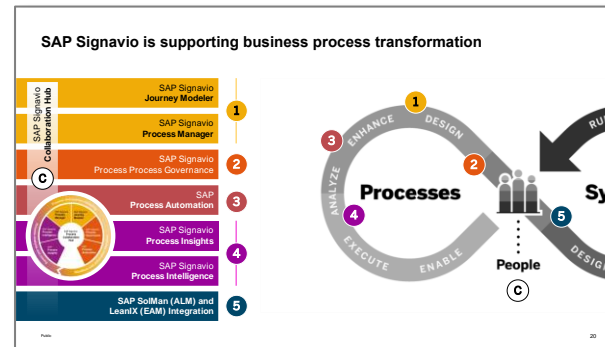 SAP Signavio is supporting business process transformation
SAP Signavio
Collaboration Hub
C
SAP Signavio
Journey Modeler
SAP Signavio
Process Manager
1
SAP Signavio
Process Process Governance
2
SAP
Process Automation
3
SAP Signavio
Process Insights
SAP Signavio
Process Intelligence
4
SAP SolMan (ALM) and
LeanIX (EAM) Integration
5
1
3
ENHANCE
DESIGN
2
ANALYZE
4
EXECUTE
ENABLE
Processes
People
C
5
RU
Sy
DESIG
Public
20